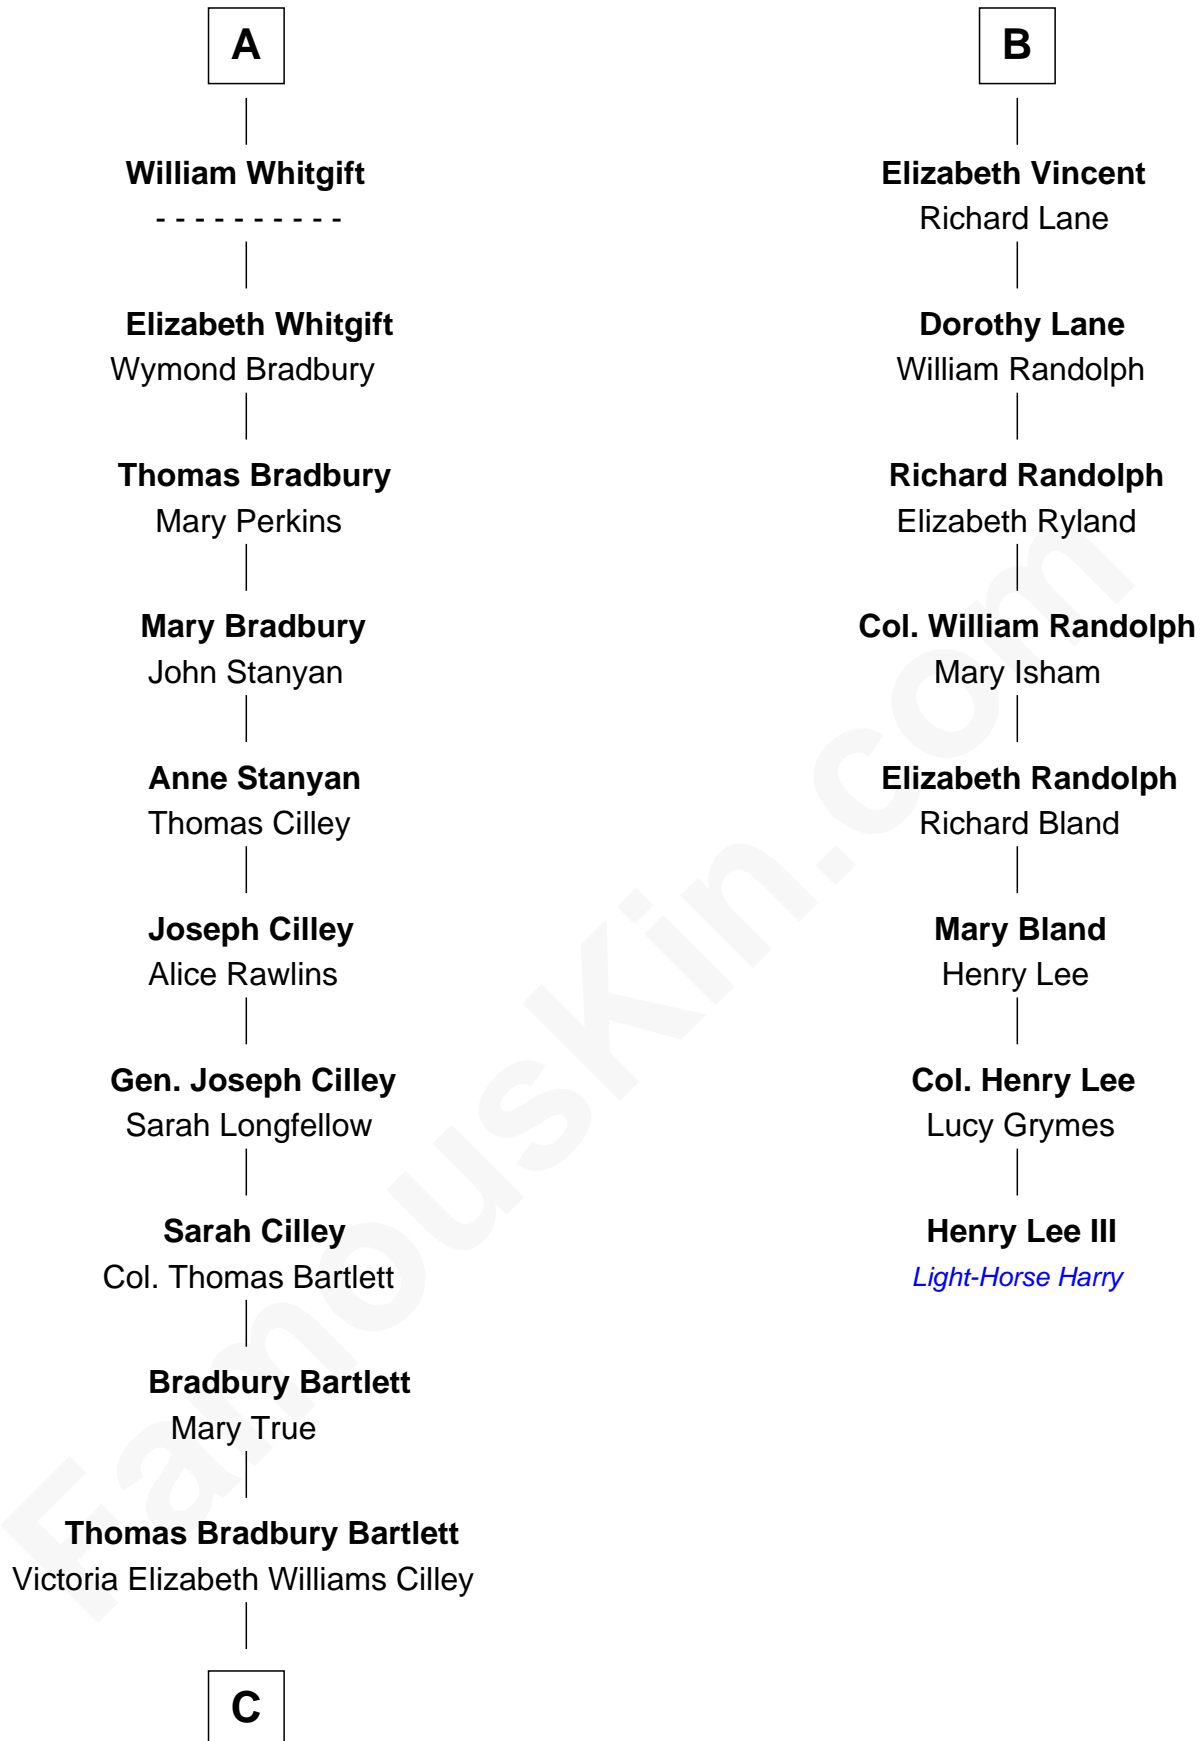 A
William Whitgift
- - - - - - - - - -
Elizabeth Whitgift
Wymond Bradbury
Thomas Bradbury
Mary Perkins
Mary Bradbury
John Stanyan
Anne Stanyan
Thomas Cilley
Joseph Cilley
Alice Rawlins
Gen. Joseph Cilley
Sarah Longfellow
Sarah Cilley
Col. Thomas Bartlett
Bradbury Bartlett
Mary True
Thomas Bradbury Bartlett
Victoria Elizabeth Williams Cilley
C
B
Elizabeth Vincent
Richard Lane
Dorothy Lane
William Randolph
Richard Randolph
Elizabeth Ryland
Col. William Randolph
Mary Isham
Elizabeth Randolph
Richard Bland
Mary Bland
Henry Lee
Col. Henry Lee
Lucy Grymes
Henry Lee III
Light-Horse Harry
FamousKin.com